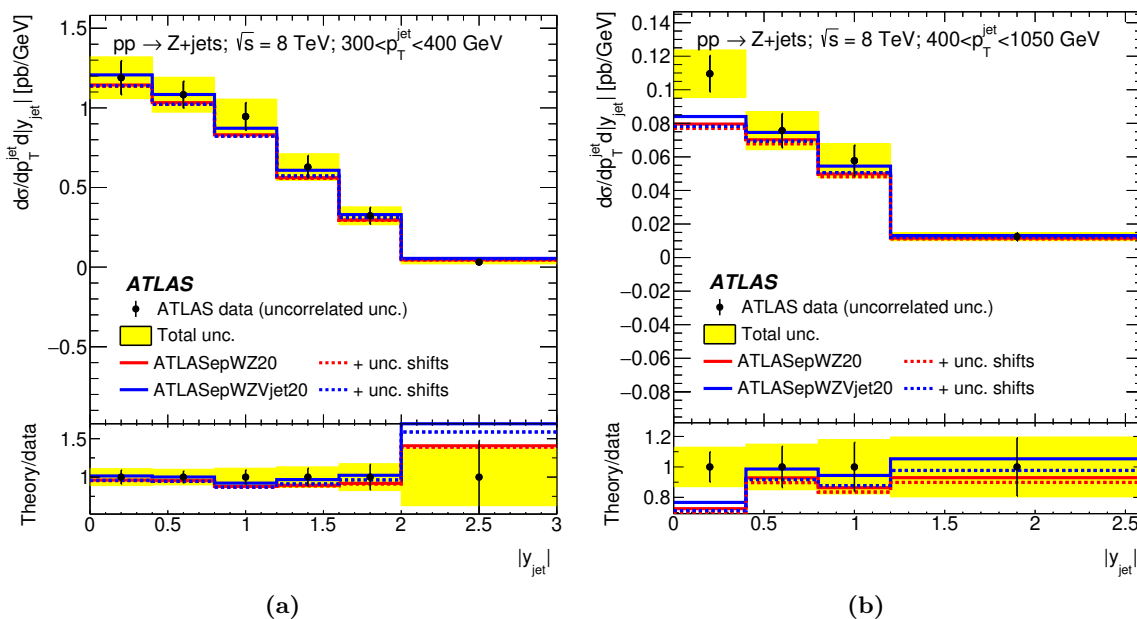 pp → Z+jets; √s = 8 TeV; 300<p_T^jet<400 GeV
dσ/dp_T^jet d|y_jet| [pb/GeV]
1.5
1
0.5
0
−0.5
−1
ATLAS
ATLAS data (uncorrelated unc.)
Total unc.
ATLASepWZ20 + unc. shifts
ATLASepWZVjet20 + unc. shifts
Theory/data
1.5
1
0 0.5 1 1.5 2 2.5 3
|y_jet|
(a)
pp → Z+jets; √s = 8 TeV; 400<p_T^jet<1050 GeV
dσ/dp_T^jet d|y_jet| [pb/GeV]
0.14
0.12
0.1
0.08
0.06
0.04
0.02
0
−0.02
−0.04
−0.06
−0.08
ATLAS
ATLAS data (uncorrelated unc.)
Total unc.
ATLASepWZ20 + unc. shifts
ATLASepWZVjet20 + unc. shifts
Theory/data
1.2
1.0
0.8
0 0.5 1 1.5 2 2.5
|y_jet|
(b)